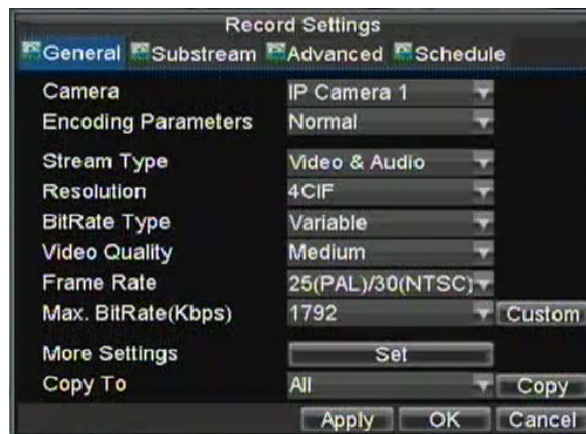 Record Settings
General Substream Advanced Schedule
Camera IP Camera 1
Encoding Parameters Normal
Stream Type Video & Audio
Resolution 4CIF
BitRate Type Variable
Video Quality Medium
Frame Rate 25(PAL)/30(NTSC)
Max. BitRate(Kbps) 1792 Custom
More Settings Set
Copy To All Copy
Apply OK Cancel